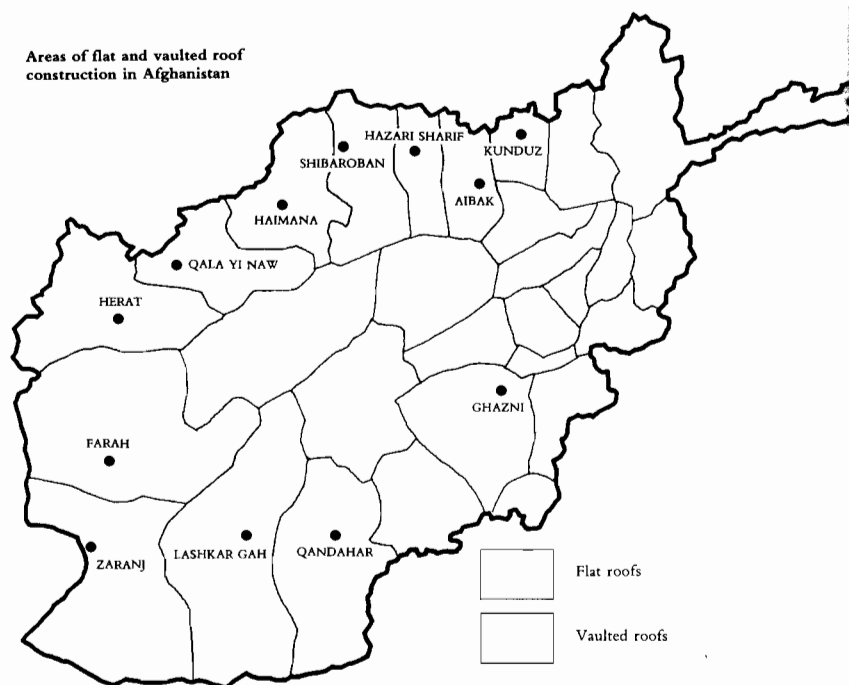 Areas of flat and vaulted roof
construction in Afghanistan
HAZARI SHARIF
KUNDUZ
SHIBAROBAN
AIBAK
HAIMANA
QALA YI NAW
HERAT
GHAZNI
FARAH
LASHKAR GAH
QANDAHAR
ZARANJ
Flat roofs
Vaulted roofs